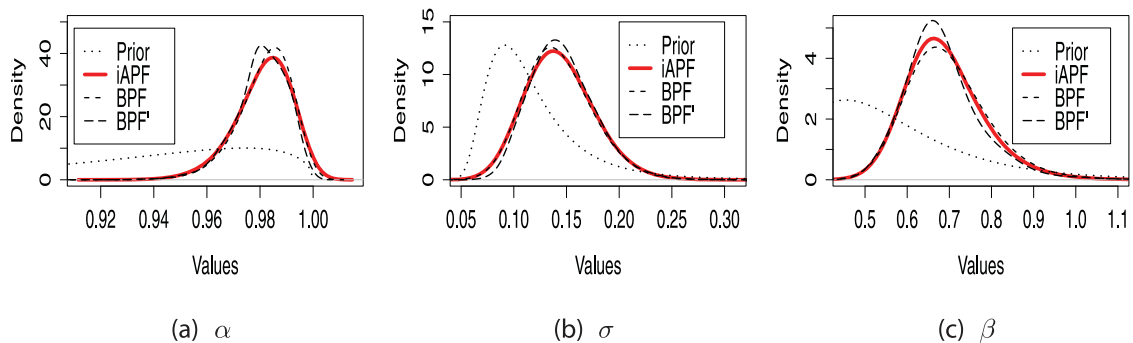 Density
0 20 40
Prior
iAPF
BPF
BPF'
0.92 0.94 0.96 0.98 1.00
Values
(a) α
Density
0 5 10 15
Prior
iAPF
BPF
BPF'
0.05 0.10 0.15 0.20 0.25 0.30
Values
(b) σ
Density
0 2 4
Prior
iAPF
BPF
BPF'
0.5 0.6 0.7 0.8 0.9 1.0 1.1
Values
(c) β